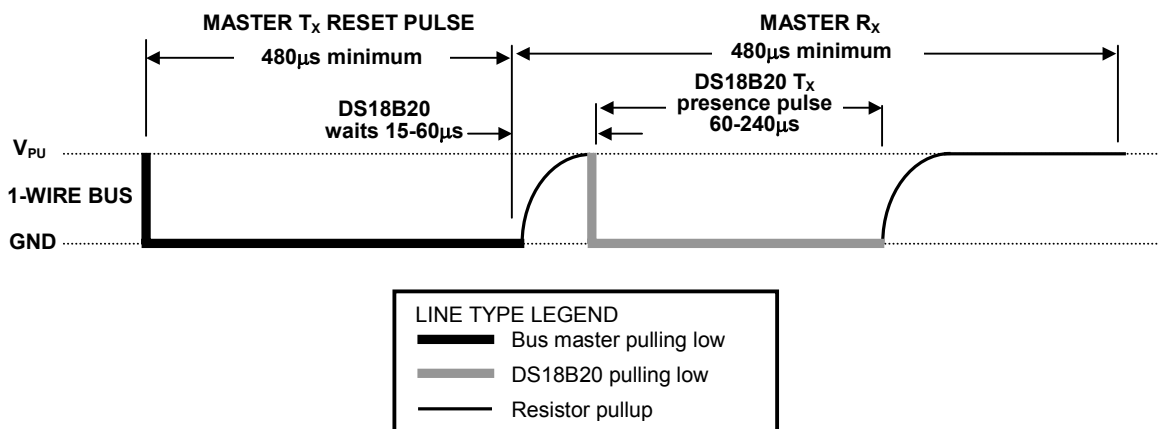 MASTER TX RESET PULSE
480μs minimum
MASTER RX
480μs minimum
DS18B20
waits 15-60μs
DS18B20 TX
presence pulse
60-240μs
VPU
1-WIRE BUS
GND
LINE TYPE LEGEND
Bus master pulling low
DS18B20 pulling low
Resistor pullup